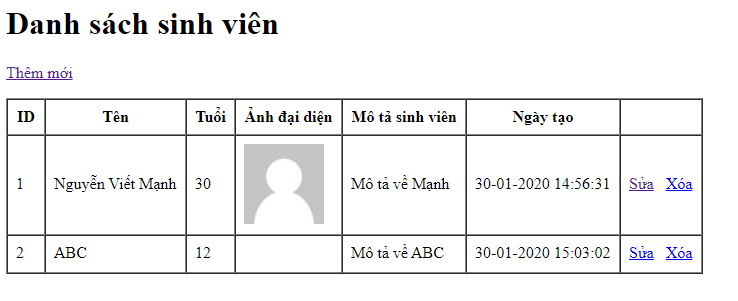 Danh sách sinh viên
Thêm mới
ID Tên Tuổi Ảnh đại diện Mô tả sinh viên Ngày tạo
1 Nguyễn Viết Mạnh 30 Mô tả về Mạnh 30-01-2020 14:56:31 Sửa Xóa
2 ABC 12 Mô tả về ABC 30-01-2020 15:03:02 Sửa Xóa